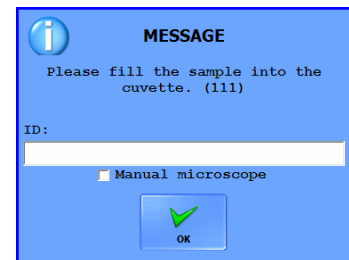 MESSAGE
Please fill the sample into the
cuvette. (111)
ID:
Manual microscope
OK